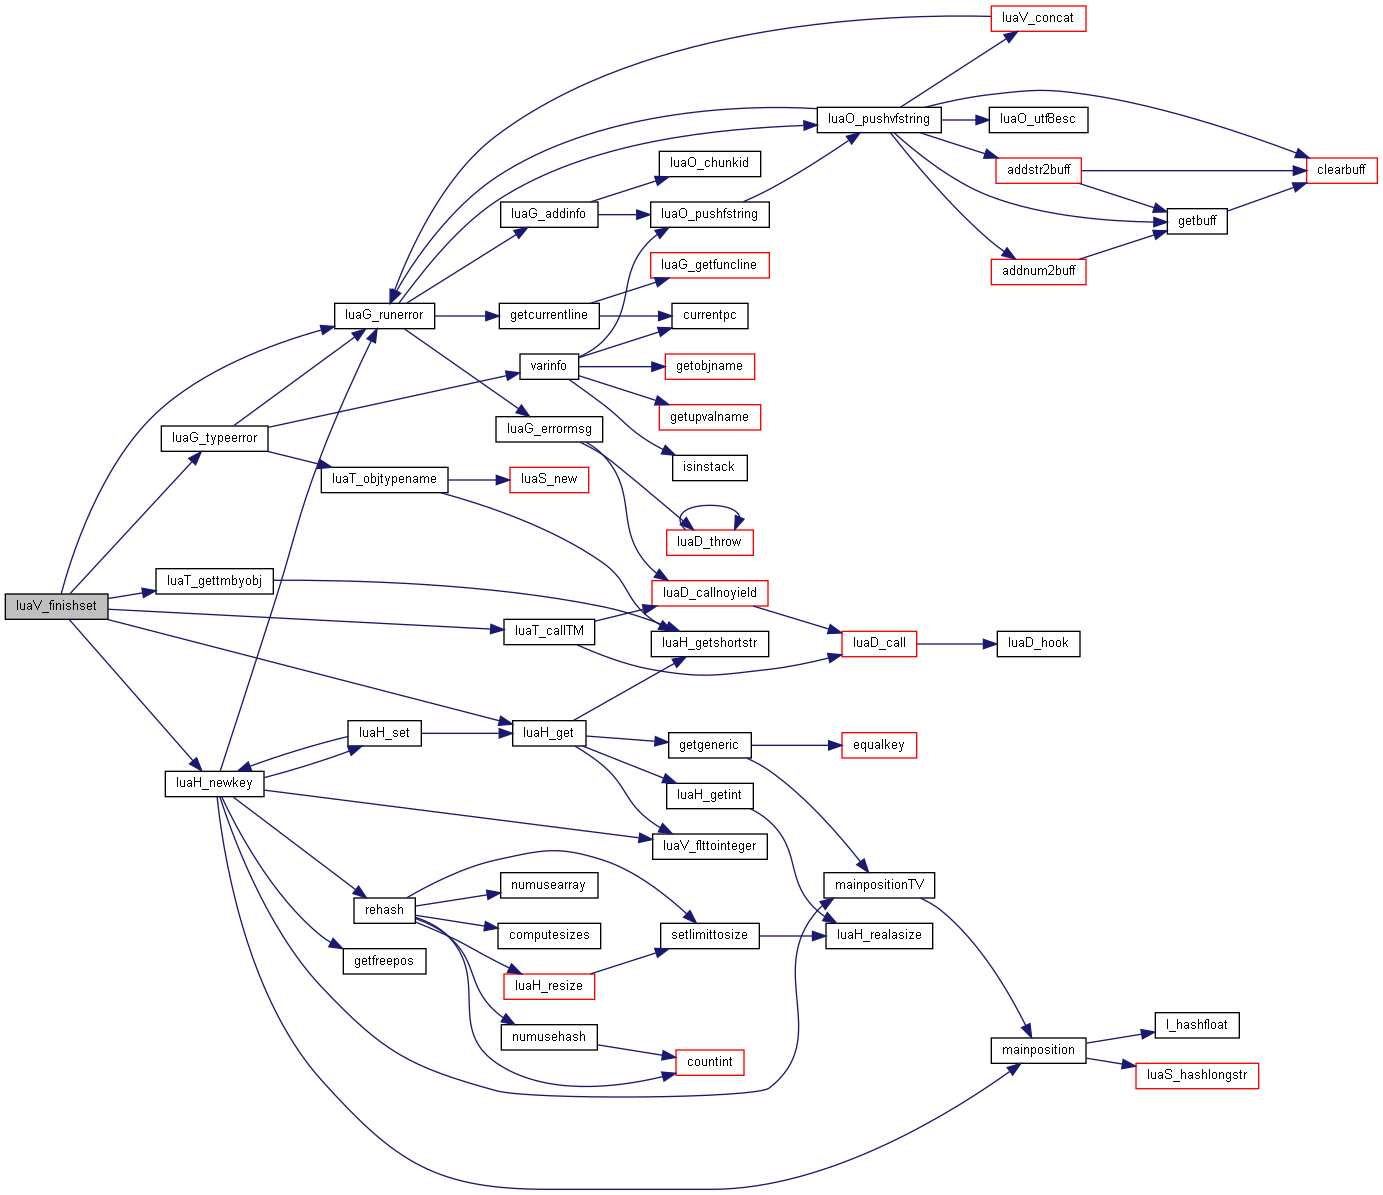 luaV_concat
luaO_pushvfstring
luaO_utf8esc
luaO_chunkid
addstr2buff
clearbuff
luaG_addinfo
luaO_pushfstring
getbuff
luaG_getfuncline
addnum2buff
luaG_runerror
getcurrentline
currentpc
varinfo
getobjname
getupvalname
luaG_typeerror
luaG_errormsg
isinstack
luaT_objtypename
luaS_new
luaD_throw
luaT_gettmbyobj
luaV_finishset
luaD_callnoyield
luaT_callTM
luaH_getshortstr
luaD_call
luaD_hook
luaH_set
luaH_get
getgeneric
equalkey
luaH_newkey
luaH_getint
luaV_flttointeger
numusearray
mainpositionTV
rehash
computesizes
setlimittosize
luaH_realasize
getfreepos
luaH_resize
numusehash
l_hashfloat
mainposition
countint
luaS_hashlongstr